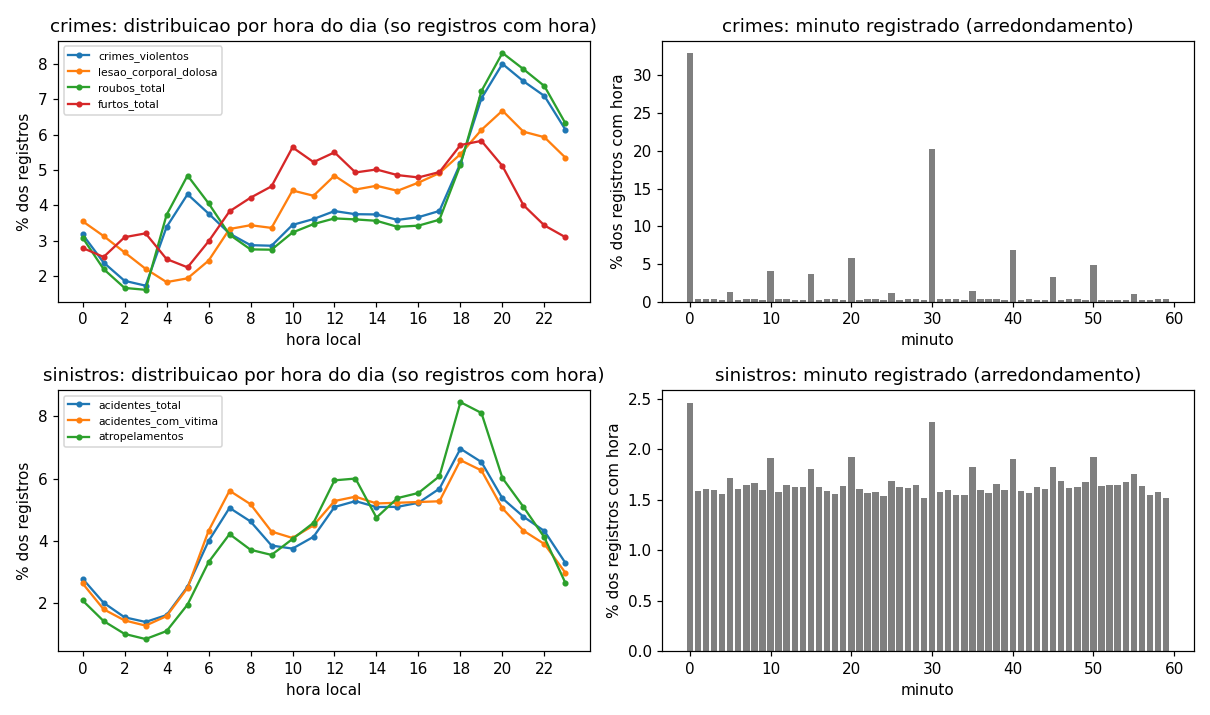 crimes: distribuicao por hora do dia (so registros com hora)
% dos registros
8
7
6
5
4
3
2
crimes_violentos
lesao_corporal_dolosa
roubos_total
furtos_total
0 2 4 6 8 10 12 14 16 18 20 22
hora local
crimes: minuto registrado (arredondamento)
% dos registros com hora
30
25
20
15
10
5
0
0 10 20 30 40 50 60
minuto
sinistros: distribuicao por hora do dia (so registros com hora)
% dos registros
8
6
4
2
acidentes_total
acidentes_com_vitima
atropelamentos
0 2 4 6 8 10 12 14 16 18 20 22
hora local
sinistros: minuto registrado (arredondamento)
% dos registros com hora
2.5
2.0
1.5
1.0
0.5
0.0
0 10 20 30 40 50 60
minuto